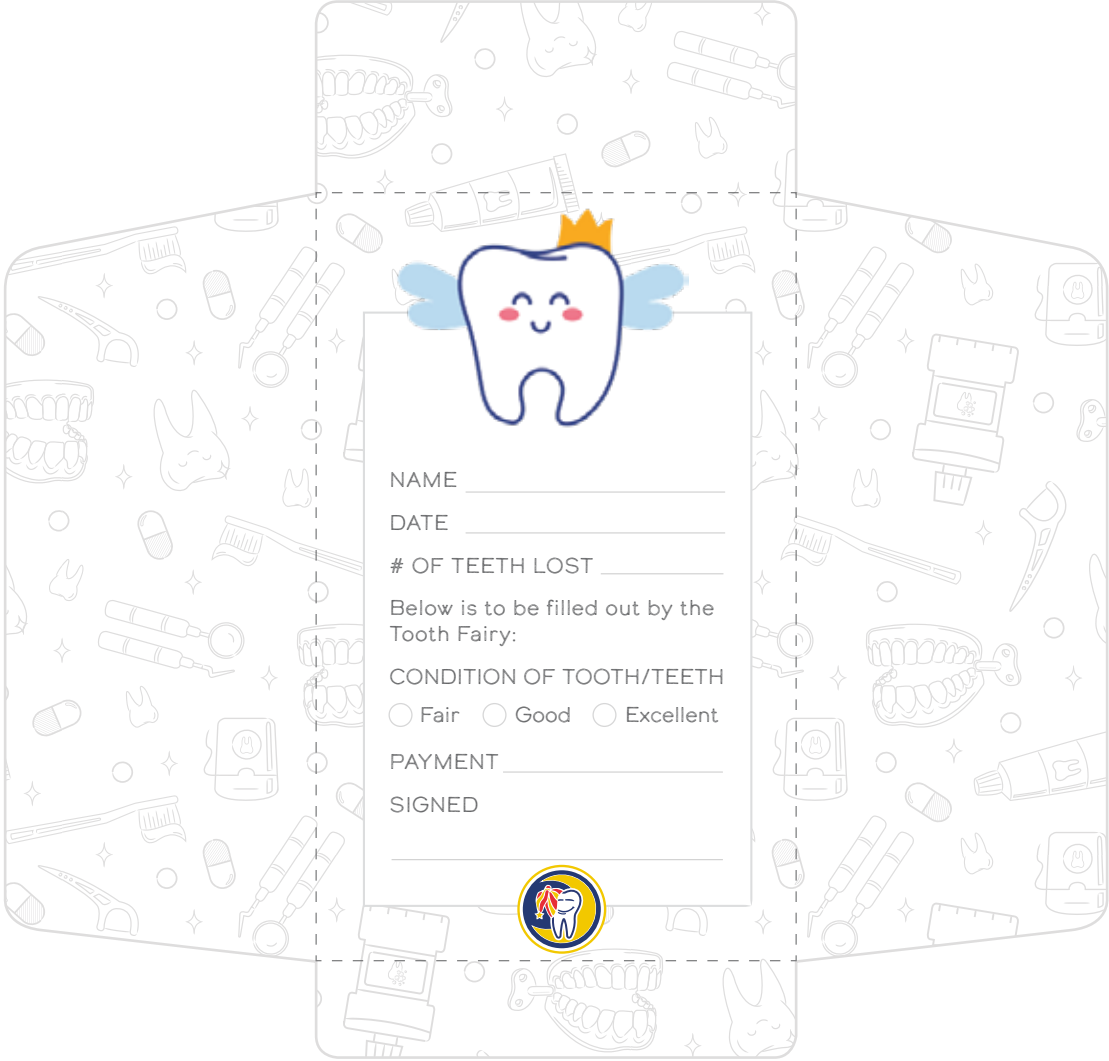 NAME
DATE
# OF TEETH LOST
Below is to be filled out by the
Tooth Fairy:
CONDITION OF TOOTH/TEETH
Fair Good Excellent
PAYMENT
SIGNED